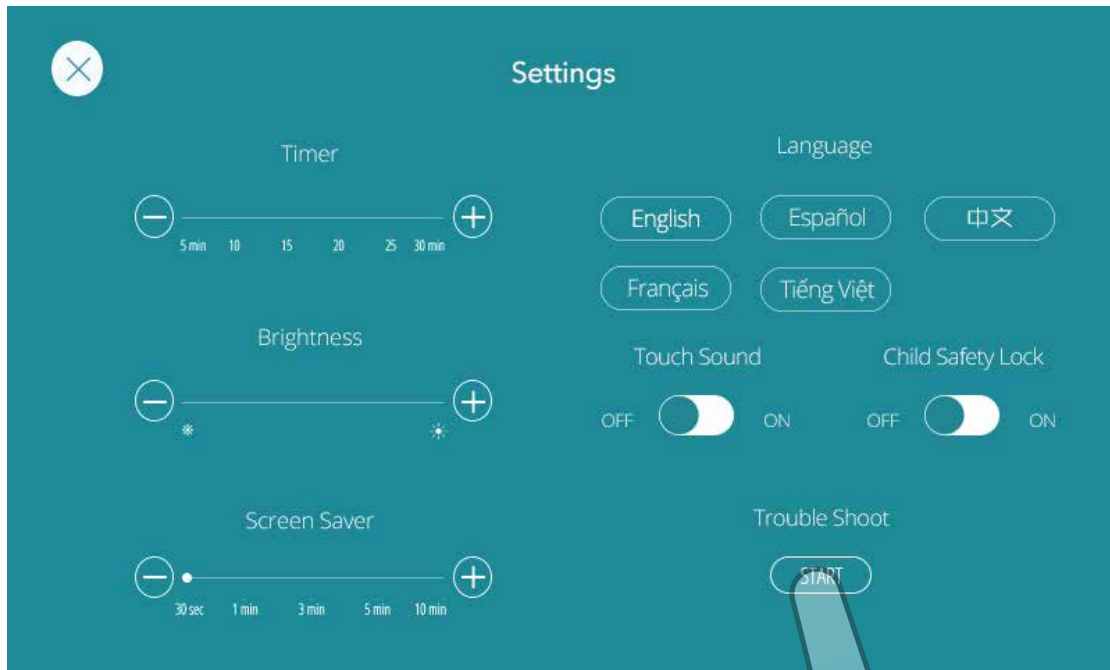 Settings
Timer
5 min 10 15 20 25 30 min
Brightness
Screen Saver
30 sec 1 min 3 min 5 min 10 min
Language
English Español 中文
Français Tiếng Việt
Touch Sound
OFF ON
Child Safety Lock
OFF ON
Trouble Shoot
START